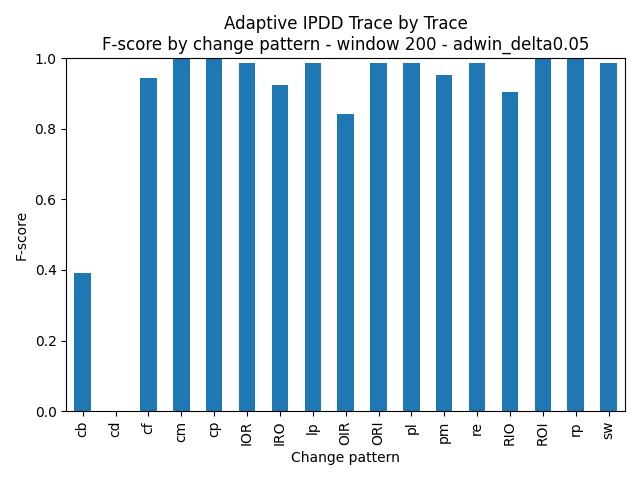 Adaptive IPDD Trace by Trace
F-score by change pattern - window 200 - adwin_delta0.05
1.0
0.8
0.6
0.4
0.2
0.0
F-score
cb
cd
cf
cm
cp
IOR
IRO
lp
OIR
ORI
pl
pm
re
RIO
ROI
rp
sw
Change pattern